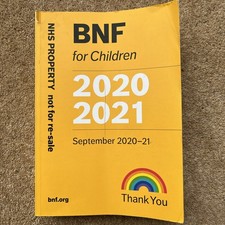 NHS PROPERTY not for re-sale
BNF
for Children
2020
2021
September 2020–21
bnf.org
Thank You